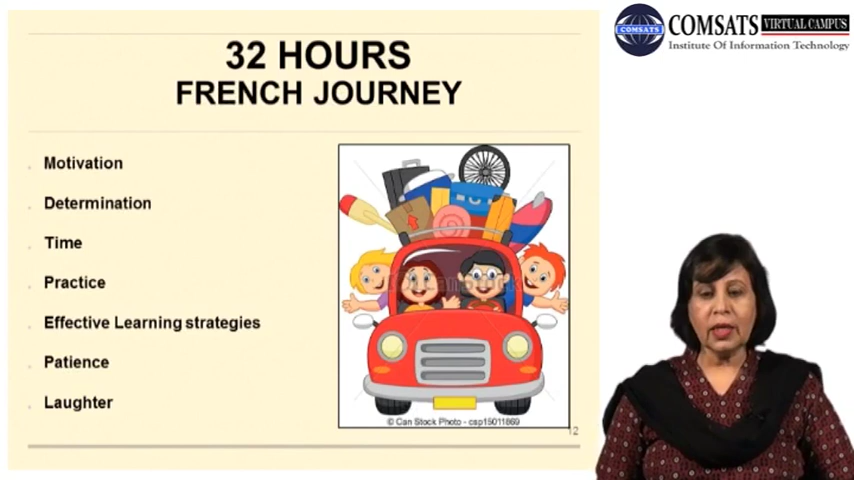 32 HOURS
FRENCH JOURNEY
Motivation
Determination
Time
Practice
Effective Learning strategies
Patience
Laughter
© Can Stock Photo - csp15011869
12
COMSATS VIRTUAL CAMPUS
Institute Of Information Technology
COMSATS